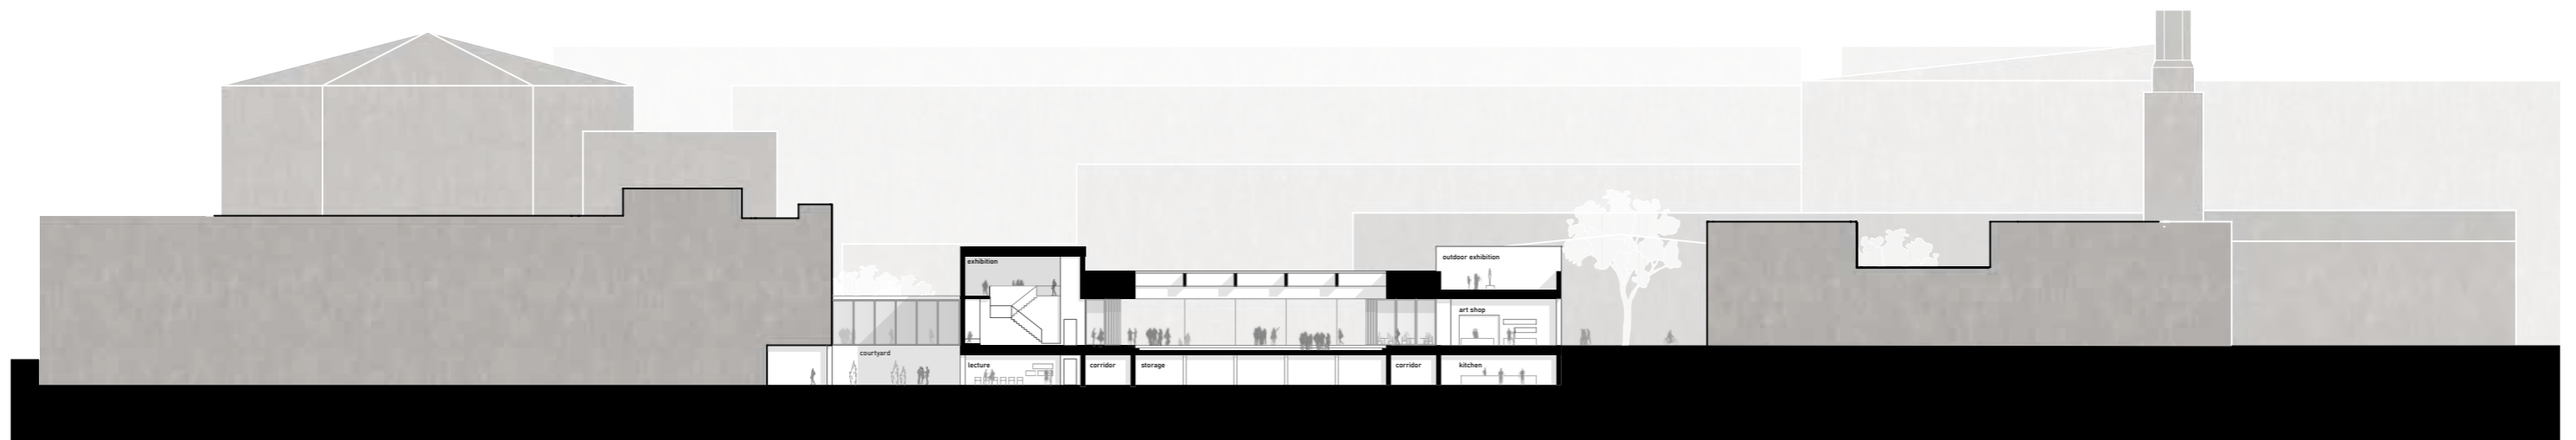 exhibition
outdoor exhibition
art shop
courtyard
lecture
corridor
storage
corridor
kitchen